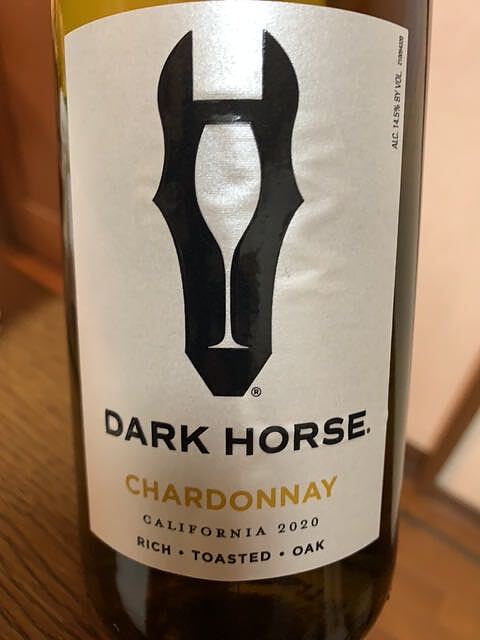 ALC. 14.5% BY VOL.
®
DARK HORSE.
CHARDONNAY
CALIFORNIA 2020
RICH • TOASTED • OAK